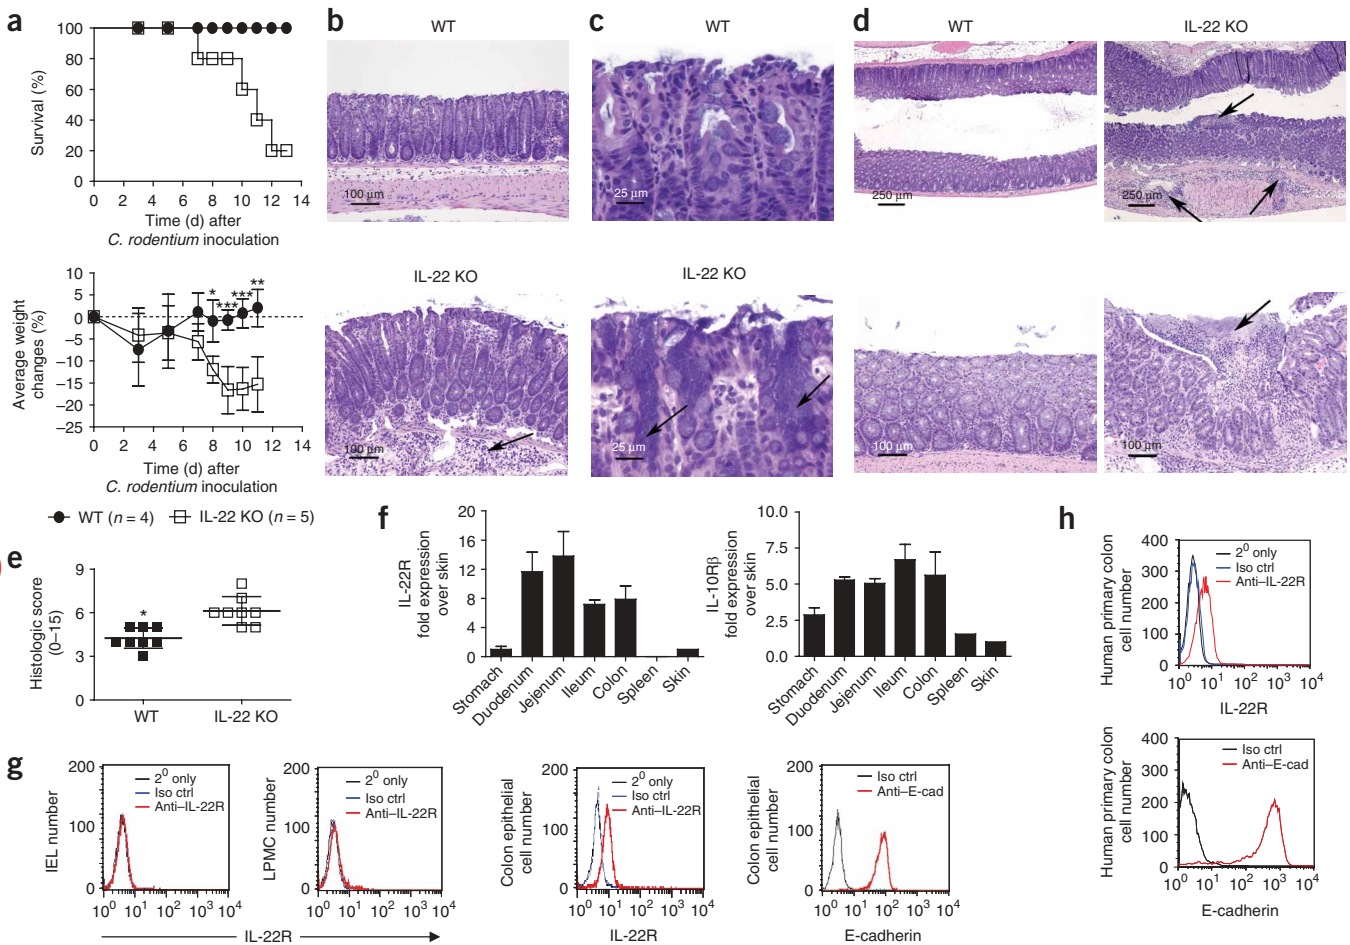 a
Survival (%)
100
80
60
40
20
0
0 2 4 6 8 10 12 14
Time (d) after
C. rodentium inoculation
Average weight
changes (%)
10
5
0
−5
−10
−15
−20
−25
* *** *** **
0 2 4 6 8 10 12 14
Time (d) after
C. rodentium inoculation
WT (n = 4) IL-22 KO (n = 5)
b
WT
100 µm
IL-22 KO
100 µm
c
WT
25 µm
IL-22 KO
25 µm
d
WT
IL-22 KO
250 µm
250 µm
100 µm
100 µm
e
Histologic score
(0–15)
9
6
3
0
*
WT IL-22 KO
f
IL-22R
fold expression
over skin
20
16
12
8
4
0
Stomach
Duodenum
Jejenum
Ileum
Colon
Spleen
Skin
IL-10Rβ
fold expression
over skin
10.0
7.5
5.0
2.5
0.0
Stomach
Duodenum
Jejenum
Ileum
Colon
Spleen
Skin
g
IEL number
200
100
0
2⁰ only
Iso ctrl
Anti–IL-22R
10⁰ 10¹ 10² 10³ 10⁴
LPMC number
200
100
0
2⁰ only
Iso ctrl
Anti–IL-22R
10⁰ 10¹ 10² 10³ 10⁴
IL-22R
Colon epithelial
cell number
200
100
0
2⁰ only
Iso ctrl
Anti–IL-22R
10⁰ 10¹ 10² 10³ 10⁴
IL-22R
Colon epithelial
cell number
200
100
0
Iso ctrl
Anti–E-cad
10⁰ 10¹ 10² 10³ 10⁴
E-cadherin
h
Human primary colon
cell number
400
300
200
100
0
2⁰ only
Iso ctrl
Anti–IL-22R
10⁰ 10¹ 10² 10³ 10⁴
IL-22R
Human primary colon
cell number
400
300
200
100
0
Iso ctrl
Anti–E-cad
10⁰ 10¹ 10² 10³ 10⁴
E-cadherin